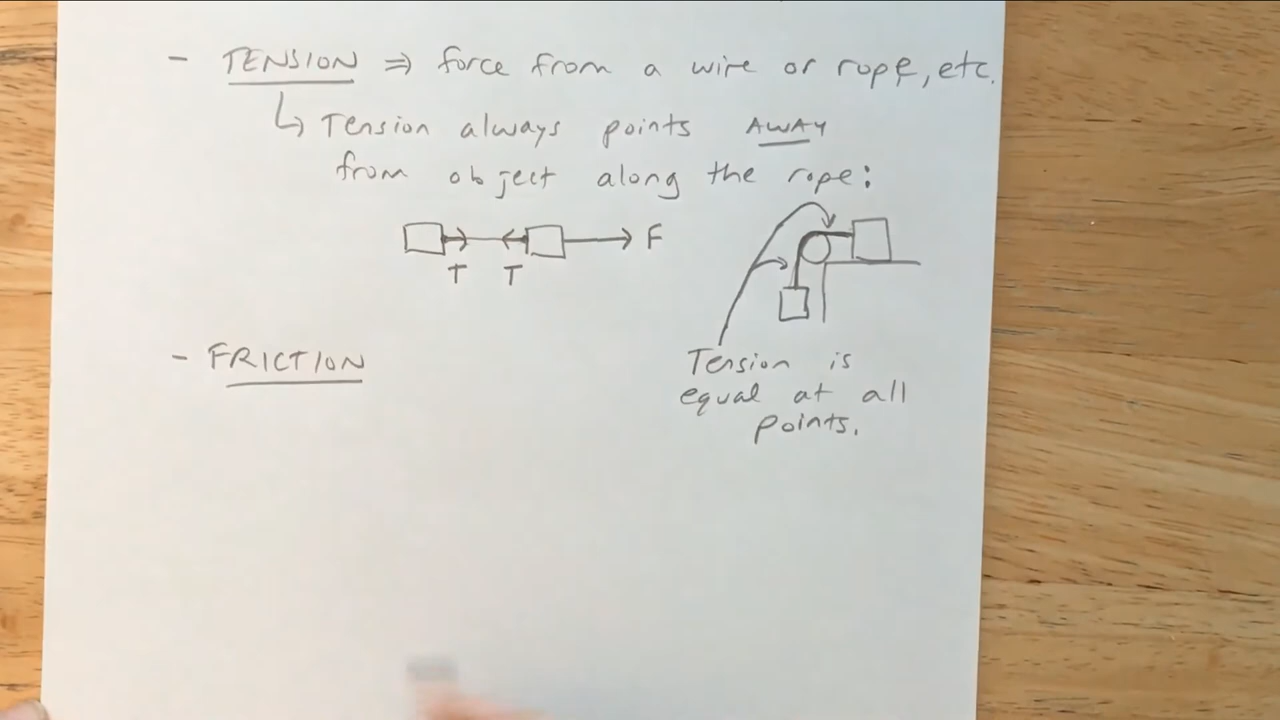 - TENSION ⇒ force from a wire or rope, etc.
↳ Tension always points AWAY
from object along the rope:
F
T T
- FRICTION
Tension is
equal at all
points.